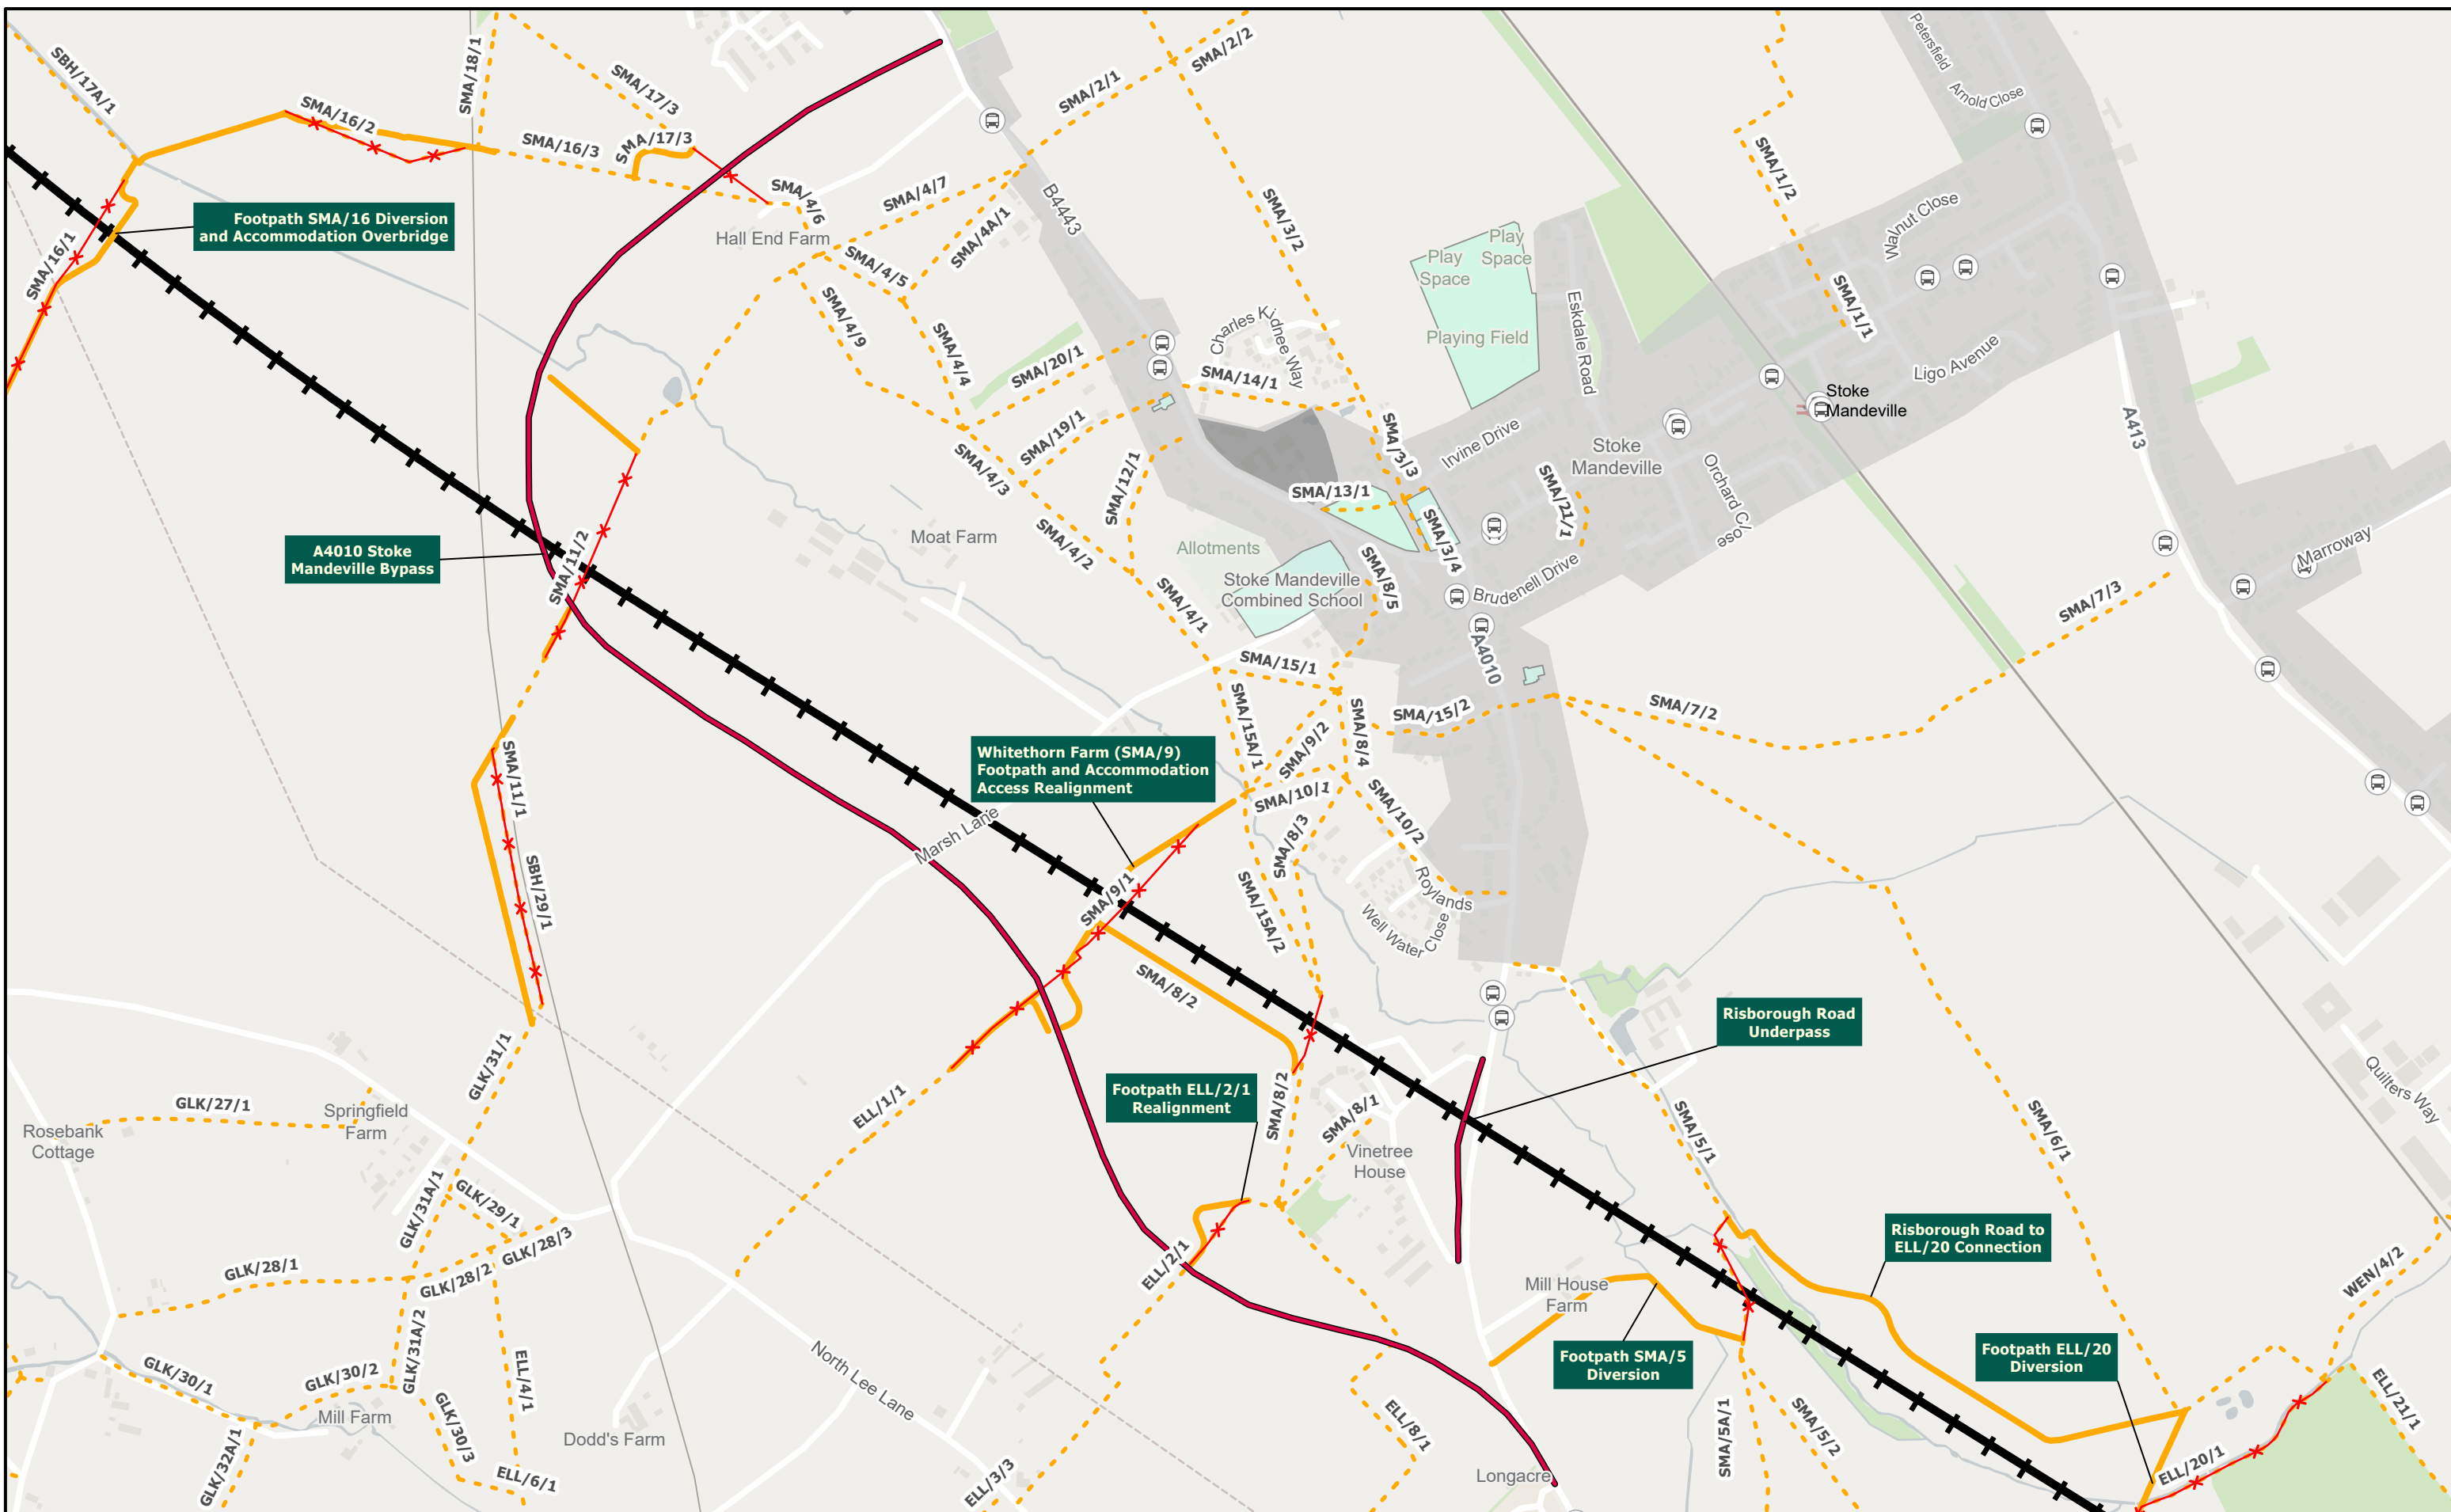 SBH/17A/1
SMA/18/1
SMA/17/3
SMA/2/2
SMA/2/1
Petersfield
Arnold Close
SMA/16/2
SMA/16/3
SMA/17/3
SMA/4/6
SMA/4/7
SMA/1/2
Footpath SMA/16 Diversion
and Accommodation Overbridge
SMA/16/1
Hall End Farm
SMA/4A/1
B4443
SMA/3/2
Play
Space
Play
Space
Walnut Close
SMA/4/5
SMA/4/9
SMA/4/4
SMA/20/1
Charles Kidnee Way
Playing Field
Eskdale Road
SMA/1/1
Ligo Avenue
SMA/14/1
Stoke
Mandeville
SMA/19/1
SMA/4/3
SMA/12/1
SMA/3/3
Irvine Drive
Stoke
Mandeville
A413
Orchard Close
SMA/13/1
SMA/21/1
SMA/3/4
A4010 Stoke
Mandeville Bypass
SMA/11/2
Moat Farm
SMA/4/2
Allotments
Stoke Mandeville
Combined School
SMA/8/5
Brudenell Drive
Marroway
SMA/7/3
SMA/4/1
A4010
SMA/15/1
SMA/15A/1
SMA/9/2
SMA/8/4
SMA/15/2
SMA/7/2
SMA/11/1
Whitethorn Farm (SMA/9)
Footpath and Accommodation
Access Realignment
SMA/10/1
SMA/10/2
Marsh Lane
SMA/8/3
SBH/29/1
SMA/9/1
SMA/15A/2
Roylands
Well Water
Close
SMA/8/2
Risborough Road
Underpass
GLK/31/1
GLK/27/1
Springfield
Farm
Rosebank
Cottage
ELL/1/1
Footpath ELL/2/1
Realignment
SMA/8/2
SMA/8/1
Vinetree
House
SMA/5/1
SMA/6/1
Quilters Way
GLK/31A/1
GLK/29/1
GLK/28/3
GLK/28/1
GLK/28/2
ELL/2/1
Risborough Road to
ELL/20 Connection
WEN/4/2
Mill House
Farm
GLK/31A/2
ELL/4/1
GLK/30/1
GLK/30/2
GLK/30/3
Mill Farm
North Lee Lane
Footpath SMA/5
Diversion
Footpath ELL/20
Diversion
ELL/21/1
GLK/32A/1
Dodd's Farm
ELL/6/1
ELL/3/3
ELL/8/1
Longacre
SMA/5A/1
SMA/5/2
ELL/20/1